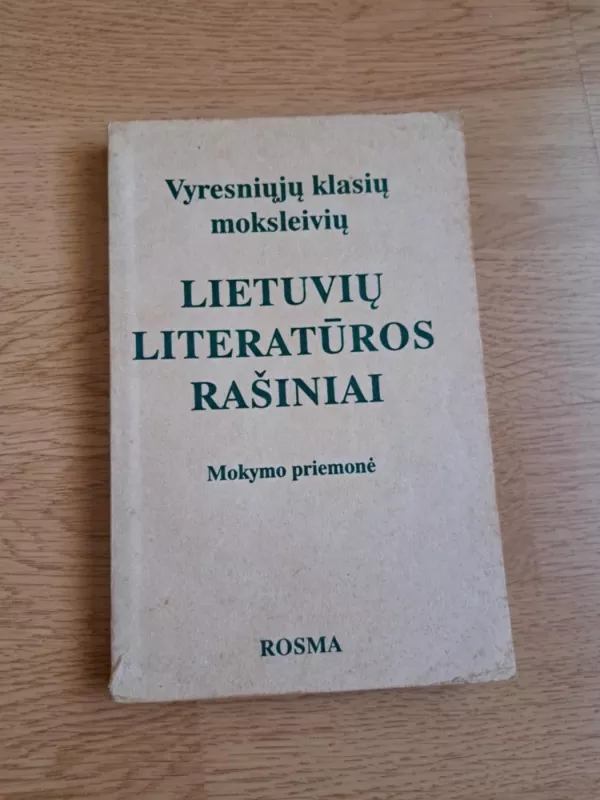 Vyresniųjų klasių
moksleivių
LIETUVIŲ
LITERATŪROS
RAŠINIAI
Mokymo priemonė
ROSMA